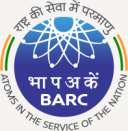 राष्ट्र की सेवा में परमाणु
भा प अ कें
BARC
ATOMS IN THE SERVICE OF THE NATION